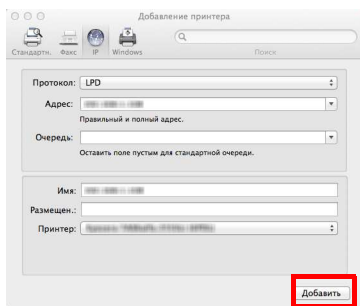 Добавление принтера
Стандартн. Факс IP Windows
Поиск
Протокол: LPD
Адрес:
Правильный и полный адрес.
Очередь:
Оставить поле пустым для стандартной очереди.
Имя:
Размещен.:
Принтер:
Добавить